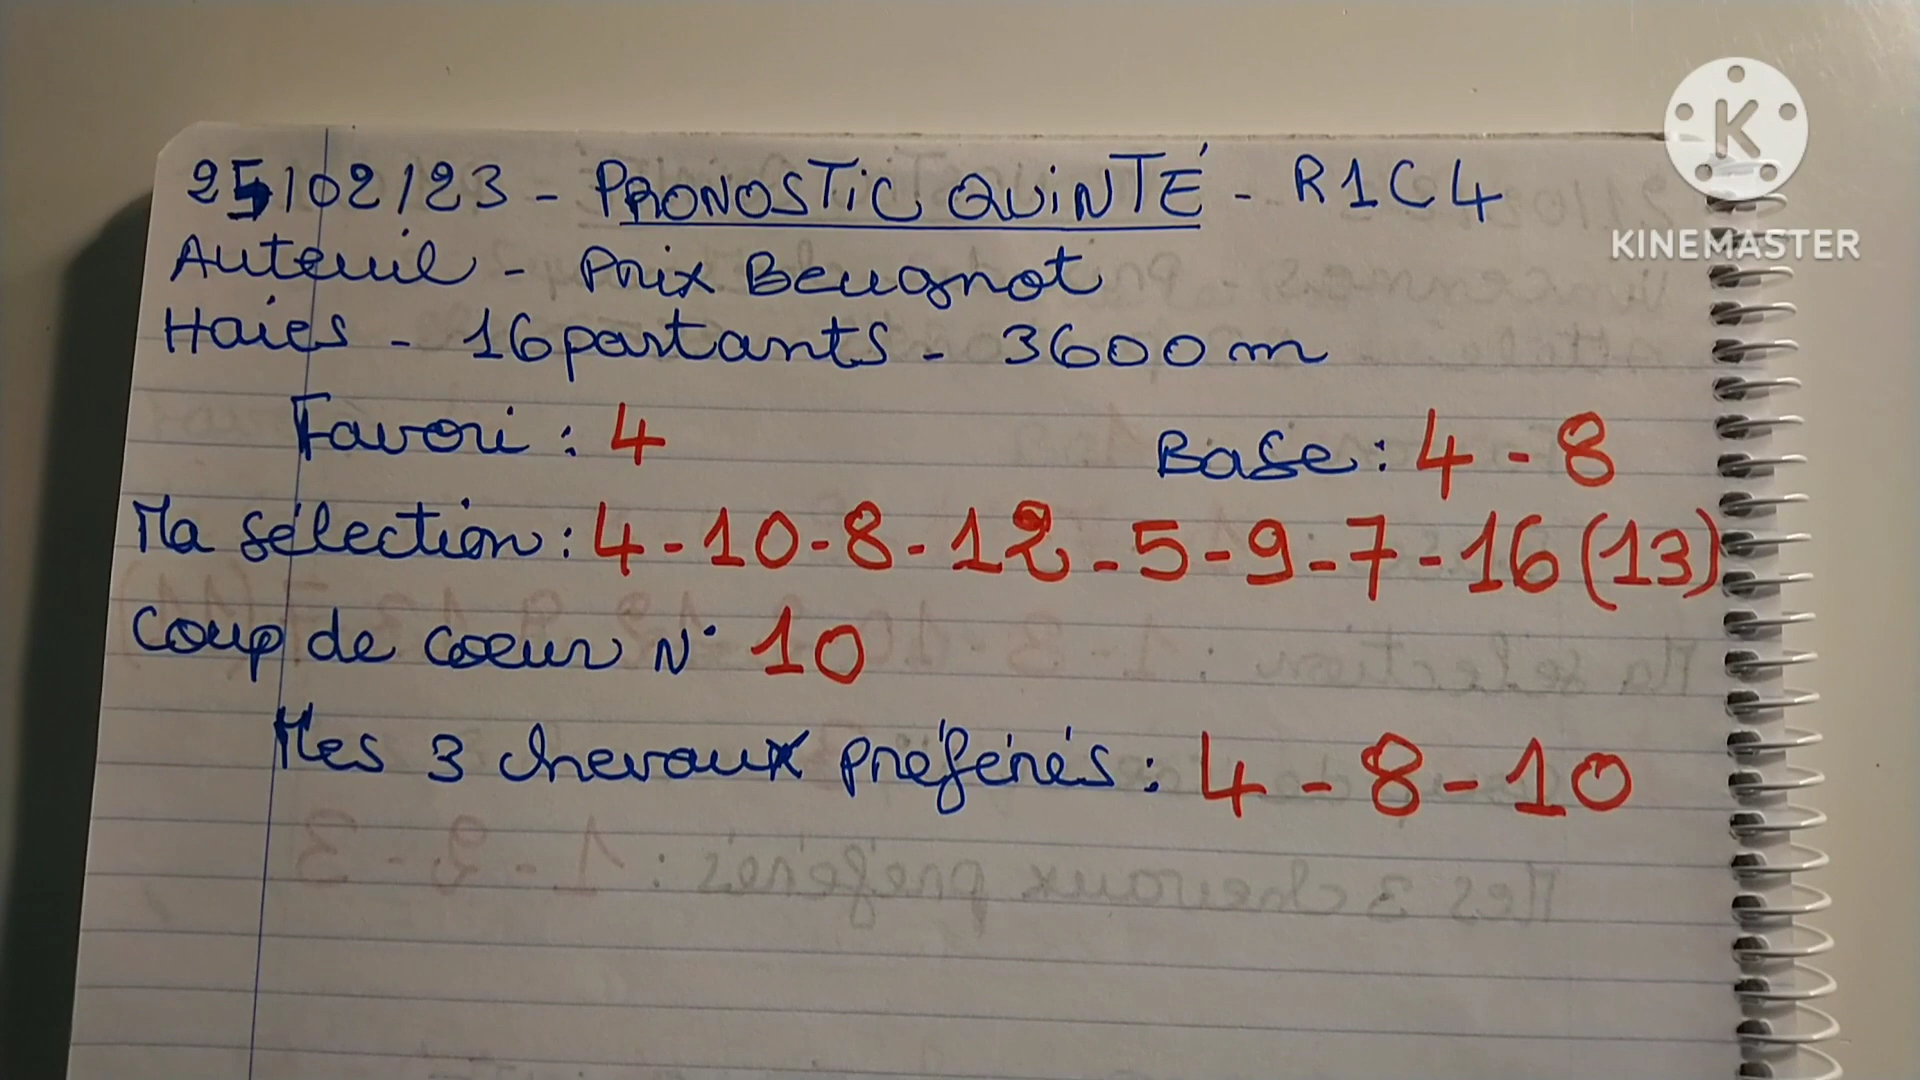 25/02/23 - PRONOSTIC QUINTÉ - R1C4
Auteuil - Prix Beugnot
Haies - 16 partants - 3600 m
Favori : 4 Base : 4 - 8
Ma sélection : 4 - 10 - 8 - 12 - 5 - 9 - 7 - 16 (13)
Coup de coeur N° 10
Mes 3 chevaux préférés : 4 - 8 - 10
K
KINEMASTER